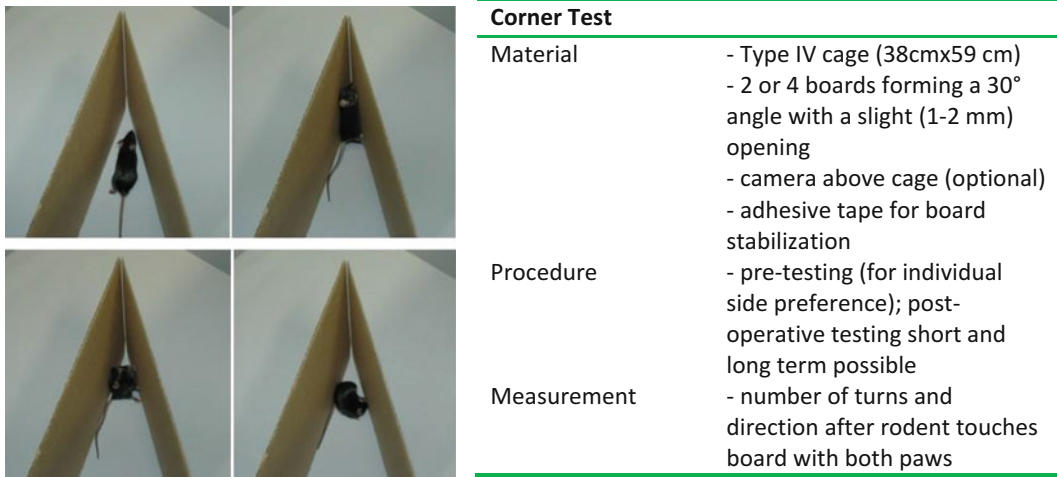 Corner Test
Material - Type IV cage (38cmx59 cm)
- 2 or 4 boards forming a 30°
angle with a slight (1-2 mm)
opening
- camera above cage (optional)
- adhesive tape for board
stabilization
Procedure - pre-testing (for individual
side preference); post-
operative testing short and
long term possible
Measurement - number of turns and
direction after rodent touches
board with both paws